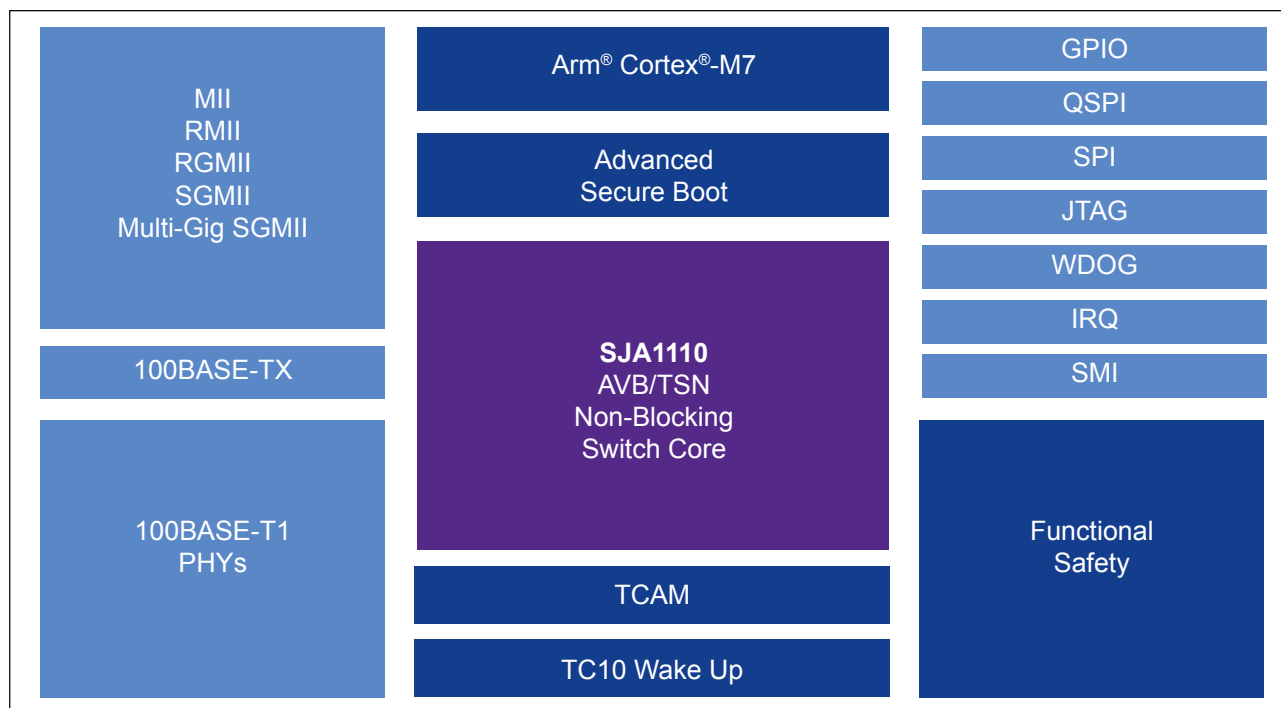 MII
RMII
RGMII
SGMII
Multi-Gig SGMII
100BASE-TX
100BASE-T1
PHYs
Arm® Cortex®-M7
Advanced
Secure Boot
SJA1110
AVB/TSN
Non-Blocking
Switch Core
TCAM
TC10 Wake Up
GPIO
QSPI
SPI
JTAG
WDOG
IRQ
SMI
Functional
Safety